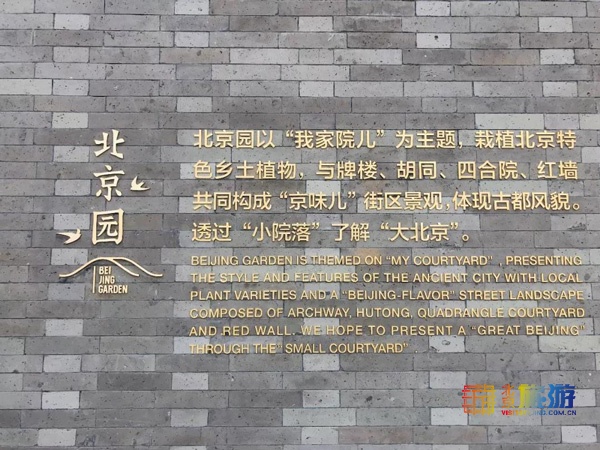 北京园
BEI
JING
GARDEN
北京园以“我家院儿”为主题，栽植北京特
色乡土植物，与牌楼、胡同、四合院、红墙
共同构成“京味儿”街区景观，体现古都风貌。
透过“小院落”了解“大北京”。
BEIJING GARDEN IS THEMED ON "MY COURTYARD" , PRESENTING
THE STYLE AND FEATURES OF THE ANCIENT CITY WITH LOCAL
PLANT VARIETIES AND A "BEIJING-FLAVOR" STREET LANDSCAPE
COMPOSED OF ARCHWAY, HUTONG, QUADRANGLE COURTYARD
AND RED WALL. WE HOPE TO PRESENT A "GREAT BEIJING"
THROUGH THE" SMALL COURTYARD"